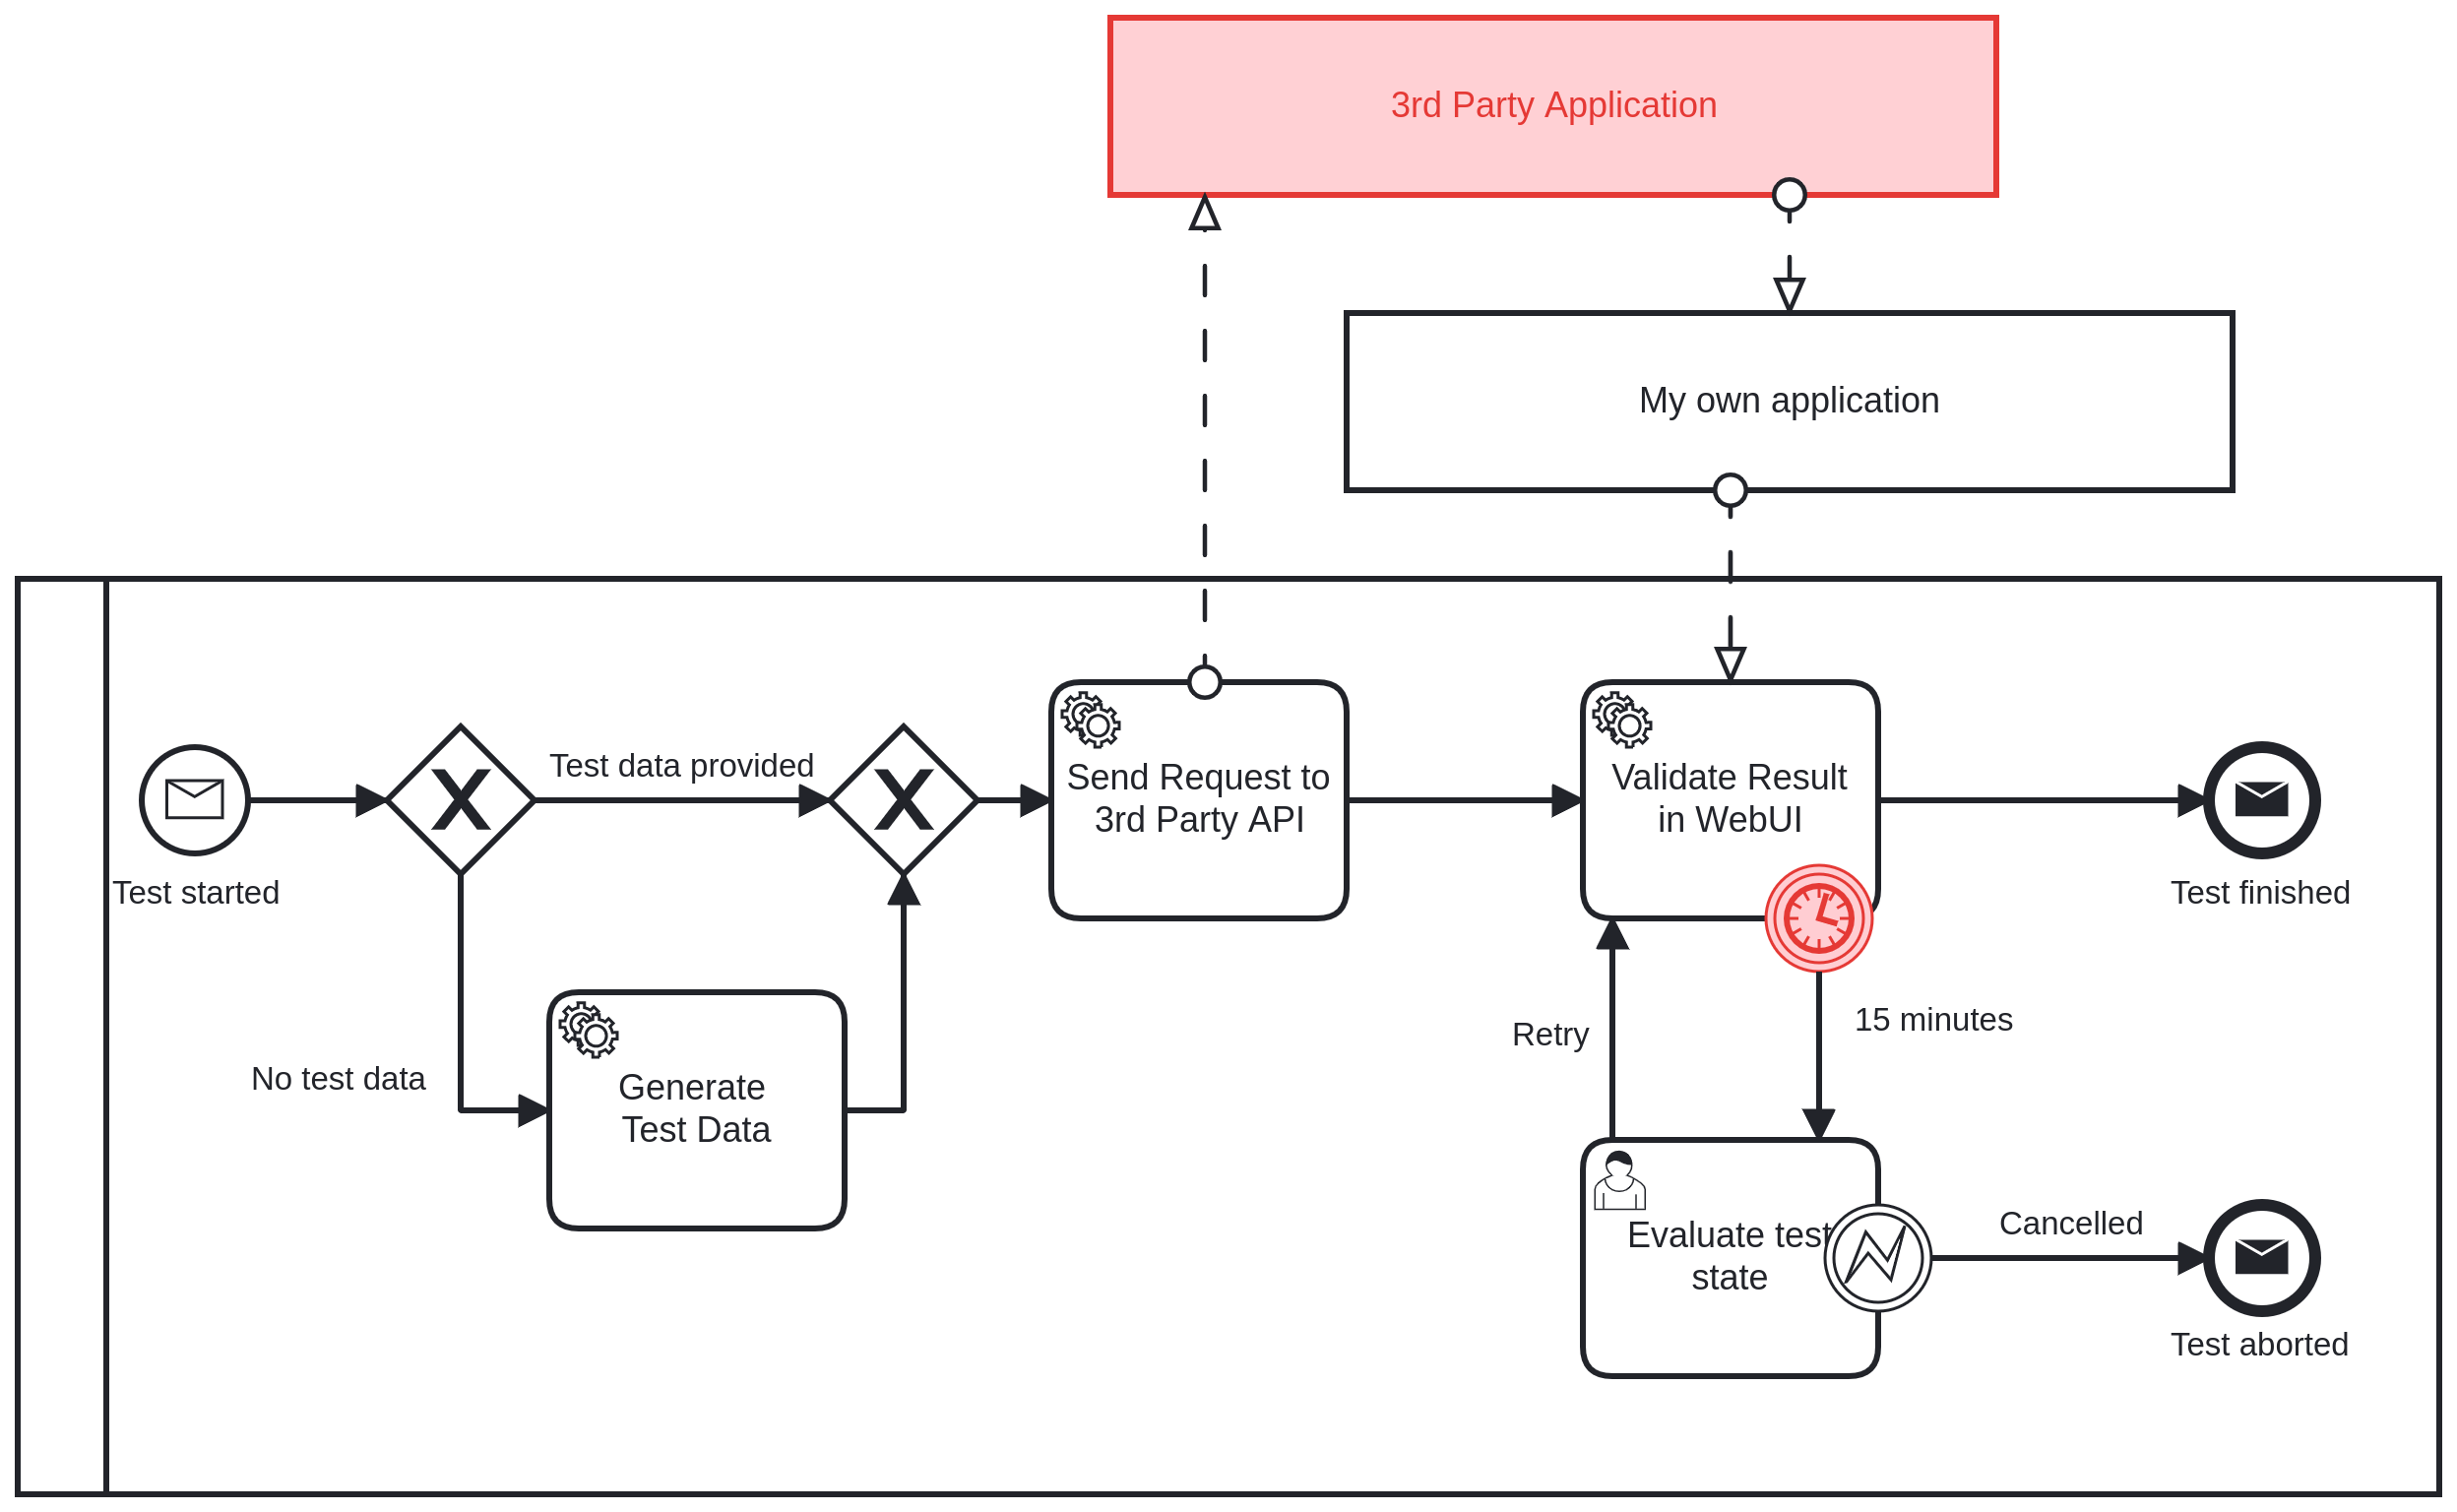 3rd Party Application
My own application
Test data provided
Send Request to
3rd Party API
Validate Result
in WebUI
Test started
Test finished
Retry
15 minutes
No test data
Generate
Test Data
Evaluate test
state
Cancelled
Test aborted